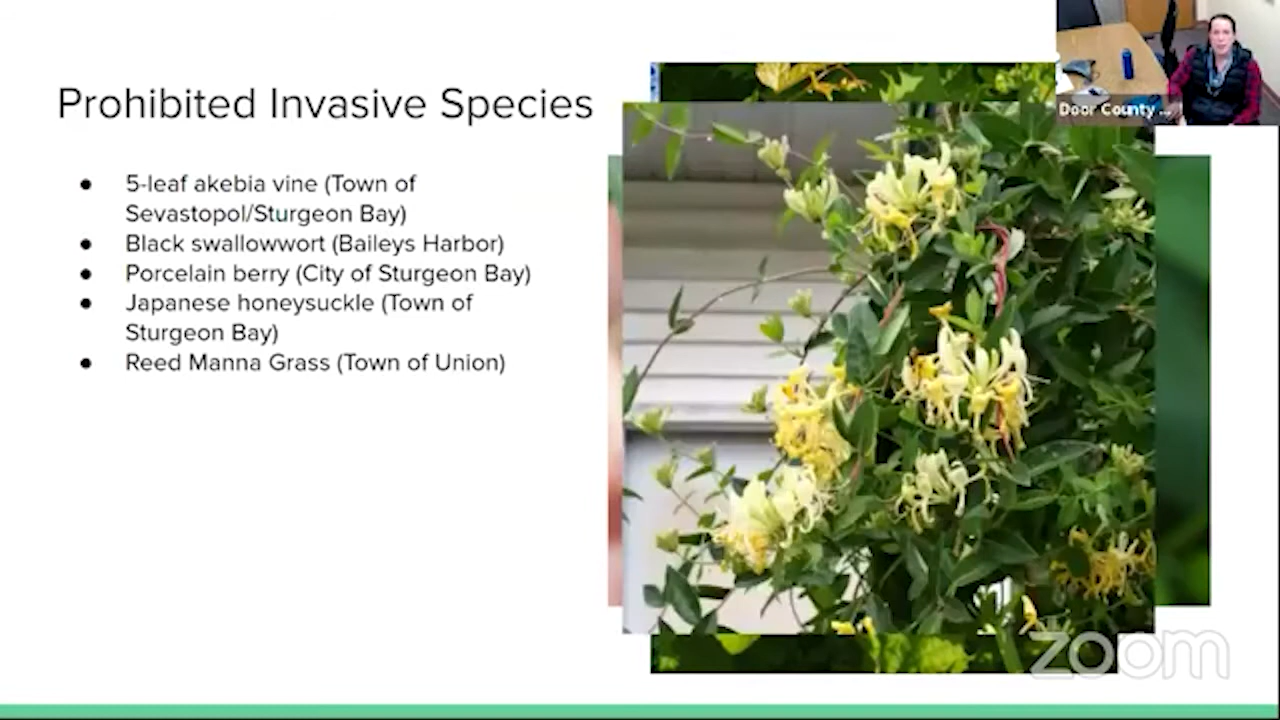 Prohibited Invasive Species
● 5-leaf akebia vine (Town of
Sevastopol/Sturgeon Bay)
● Black swallowwort (Baileys Harbor)
● Porcelain berry (City of Sturgeon Bay)
● Japanese honeysuckle (Town of
Sturgeon Bay)
● Reed Manna Grass (Town of Union)
Door County ...
zoom